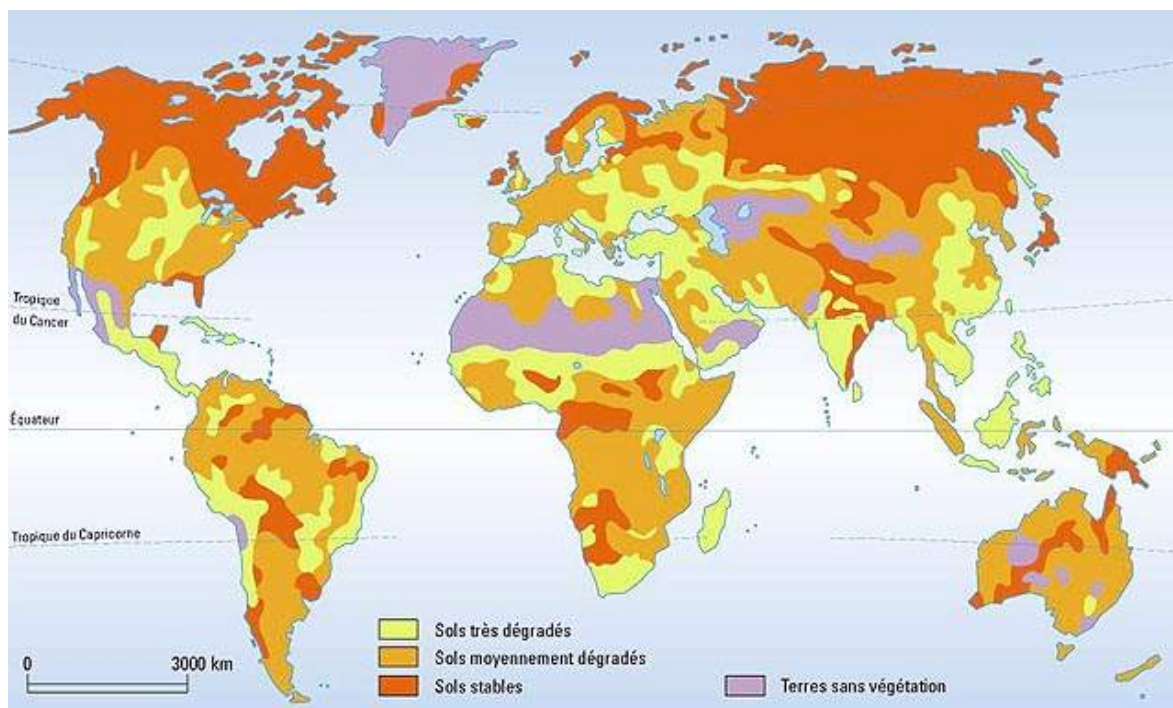 Tropique
du Cancer
Équateur
Tropique du Capricorne
0 3000 km
Sols très dégradés
Sols moyennement dégradés
Sols stables
Terres sans végétation